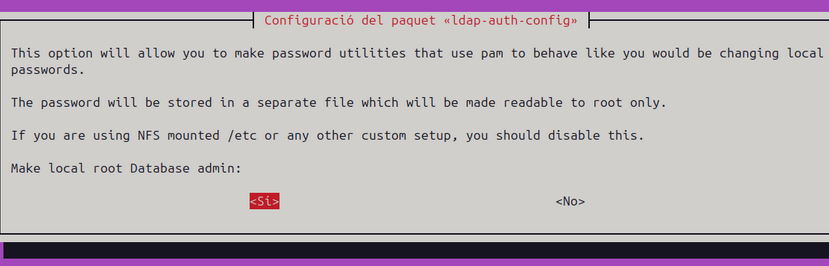 Configuració del paquet «ldap-auth-config»
This option will allow you to make password utilities that use pam to behave like you would be changing local
passwords.
The password will be stored in a separate file which will be made readable to root only.
If you are using NFS mounted /etc or any other custom setup, you should disable this.
Make local root Database admin:
<Sí> <No>